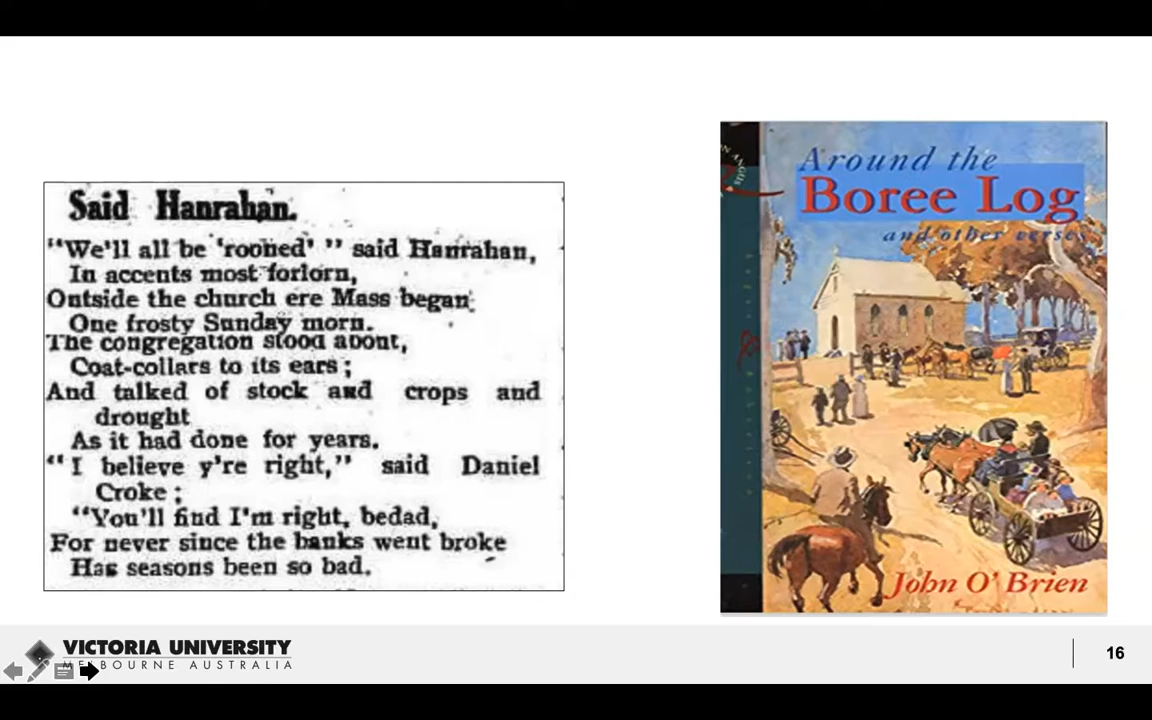 Said Hanrahan.
"We'll all be 'rooned' " said Hanrahan,
In accents most forlorn,
Outside the church ere Mass began
One frosty Sunday morn.
The congregation stood about,
Coat-collars to its ears ;
And talked of stock and crops and
drought
As it had done for years.
"I believe y're right," said Daniel
Croke ;
"You'll find I'm right, bedad,
For never since the banks went broke
Has seasons been so bad.
Around the
Boree Log
and other verses
John O' Brien
VICTORIA UNIVERSITY
MELBOURNE AUSTRALIA
16